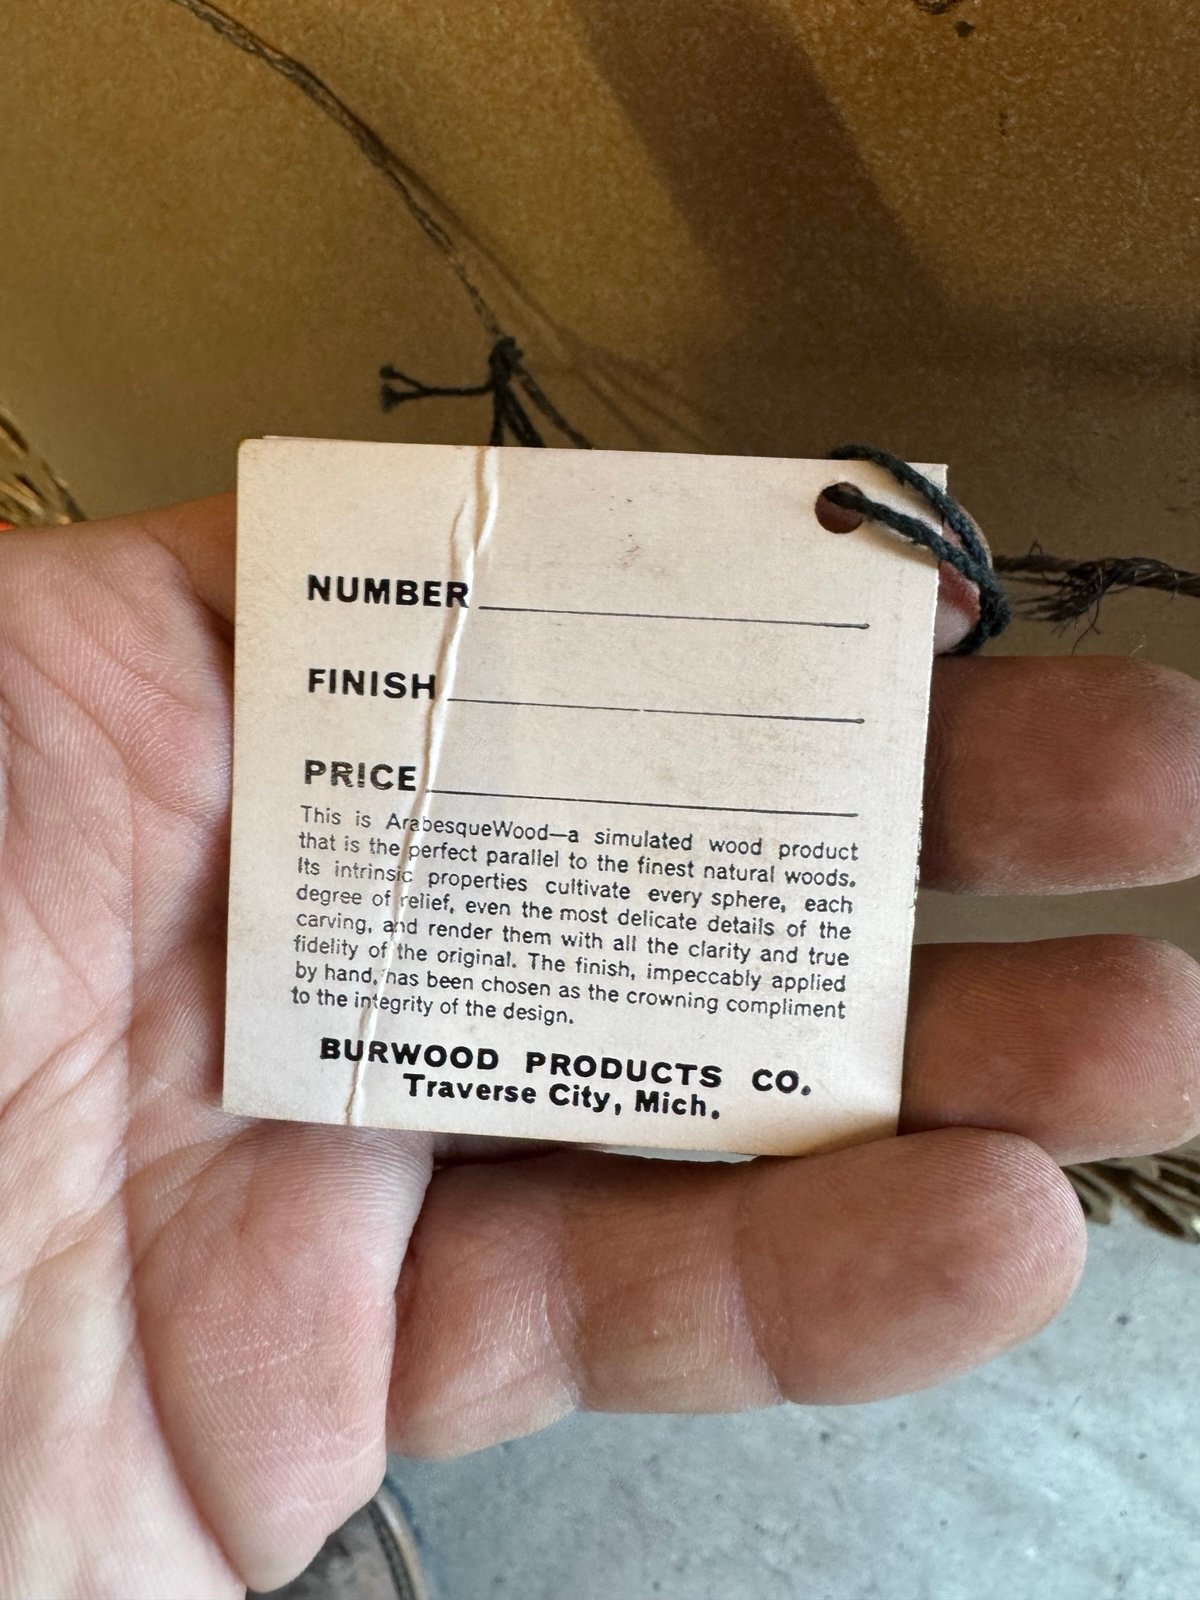 NUMBER
FINISH
PRICE
This is ArabesqueWood—a simulated wood product
that is the perfect parallel to the finest natural woods.
Its intrinsic properties cultivate every sphere, each
degree of relief, even the most delicate details of the
carving, and render them with all the clarity and true
fidelity of the original. The finish, impeccably applied
by hand, has been chosen as the crowning compliment
to the integrity of the design.
BURWOOD PRODUCTS CO.
Traverse City, Mich.